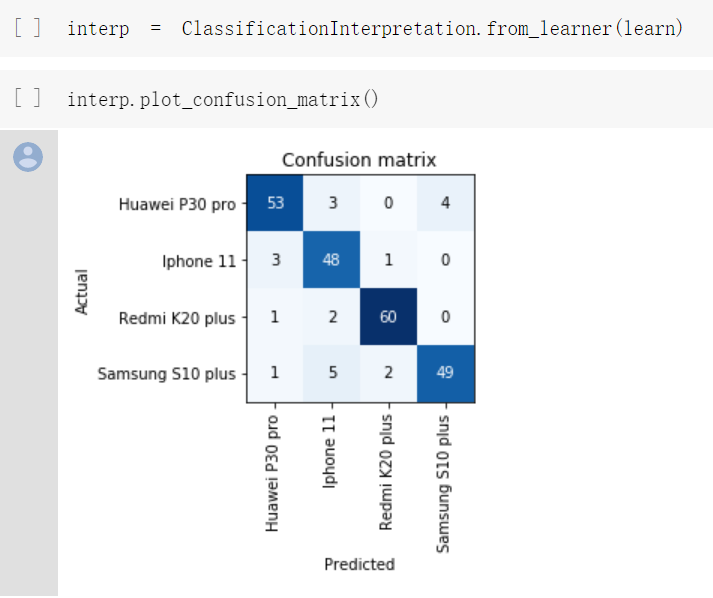 [ ] interp = ClassificationInterpretation.from_learner(learn)
[ ] interp.plot_confusion_matrix()
Confusion matrix
Actual
Huawei P30 pro 53 3 0 4
Iphone 11 3 48 1 0
Redmi K20 plus 1 2 60 0
Samsung S10 plus 1 5 2 49
Huawei P30 pro
Iphone 11
Redmi K20 plus
Samsung S10 plus
Predicted